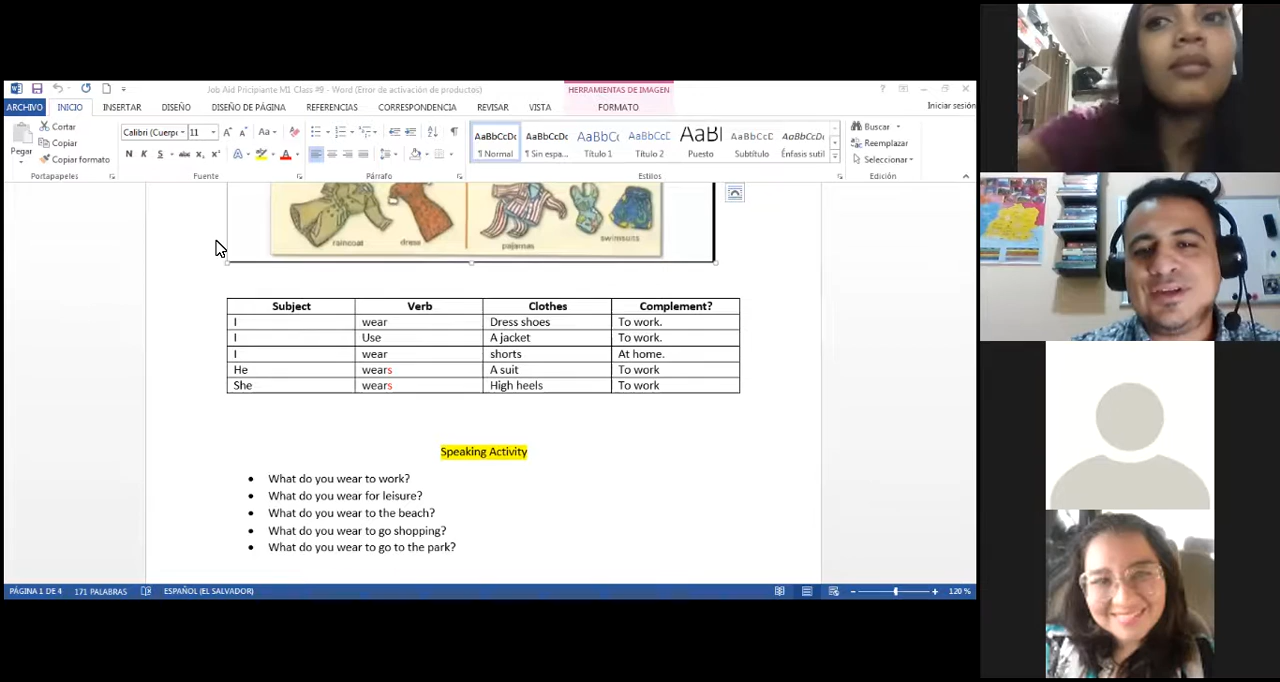 Job Aid Pricipiante M1 Class #9 - Word (Error de activación de productos)
HERRAMIENTAS DE IMAGEN
ARCHIVO INICIO INSERTAR DISEÑO DISEÑO DE PÁGINA REFERENCIAS CORRESPONDENCIA REVISAR VISTA FORMATO Iniciar sesión
Pegar
Cortar
Copiar
Copiar formato
Portapapeles
Calibri (Cuerpo 11
N K S abc
Fuente
Párrafo
AaBbCcDc AaBbCcDc AaBbC( AaBbCcE AaBl AaBbCcD AaBbCcDc
¶ Normal ¶ Sin espa... Título 1 Título 2 Puesto Subtítulo Énfasis sutil
Estilos
Buscar
Reemplazar
Seleccionar
Edición
raincoat dress pajamas swimsuits
Subject Verb Clothes Complement?
I wear Dress shoes To work.
I Use A jacket To work.
I wear shorts At home.
He wears A suit To work
She wears High heels To work
Speaking Activity
• What do you wear to work?
• What do you wear for leisure?
• What do you wear to the beach?
• What do you wear to go shopping?
• What do you wear to go to the park?
PÁGINA 1 DE 4 171 PALABRAS ESPAÑOL (EL SALVADOR) 120 %